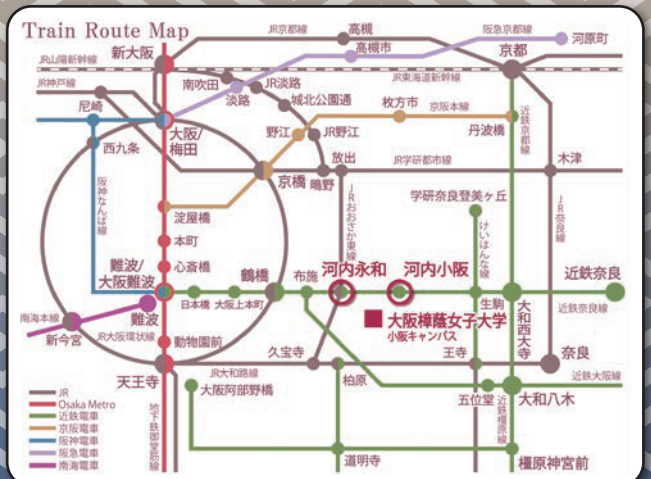 Train Route Map
JR京都線
高槻
阪急京都線
河原町
新大阪
高槻市
京都
JR山陽新幹線
JR東海道新幹線
JR神戸線
南吹田
JR淡路
淡路
城北公園通
枚方市
京阪本線
近鉄京都線
尼崎
大阪/
梅田
野江
JR野江
丹波橋
西九条
放出
JR学研都市線
木津
京橋
鴫野
阪神なんば線
JRおおさか東線
学研奈良登美ヶ丘
JR奈良線
淀屋橋
けいはんな線
本町
心斎橋
難波/
大阪難波
鶴橋
布施
河内永和
河内小阪
近鉄奈良
日本橋
大阪上本町
生駒
近鉄奈良線
大和西大寺
南海本線
難波
大阪樟蔭女子大学
小阪キャンパス
新今宮
JR大阪環状線
動物園前
久宝寺
王寺
奈良
天王寺
JR大和路線
柏原
近鉄大阪線
大阪阿部野橋
五位堂
大和八木
近鉄橿原線
地下鉄御堂筋線
道明寺
橿原神宮前
JR
Osaka Metro
近鉄電車
京阪電車
阪神電車
阪急電車
南海電車